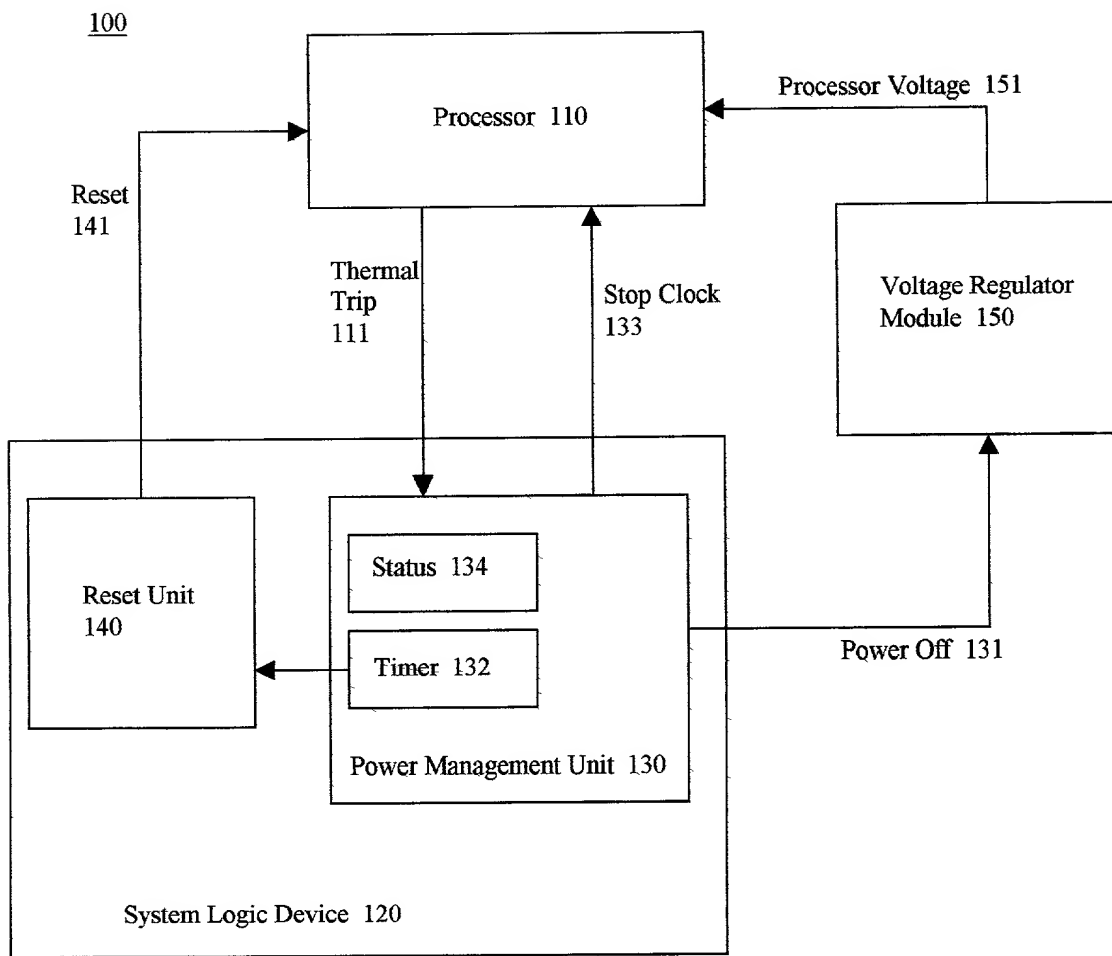 100
Processor 110
Processor Voltage 151
Reset
141
Thermal
Trip
111
Stop Clock
133
Voltage Regulator
Module 150
Status 134
Reset Unit
140
Timer 132
Power Off 131
Power Management Unit 130
System Logic Device 120